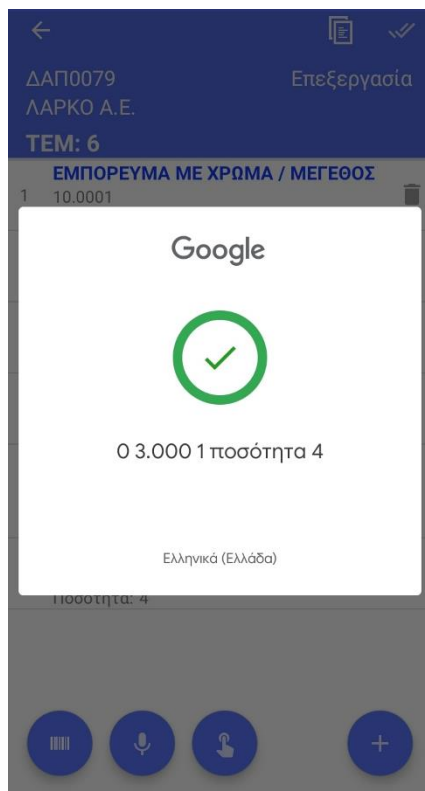 ΔΑΠ0079 Επεξεργασία
ΛΑΡΚΟ Α.Ε.
ΤΕΜ: 6
ΕΜΠΟΡΕΥΜΑ ΜΕ ΧΡΩΜΑ / ΜΕΓΕΘΟΣ
1 10.0001
Google
0 3.000 1 ποσότητα 4
Ελληνικά (Ελλάδα)
Ποσότητα: 4